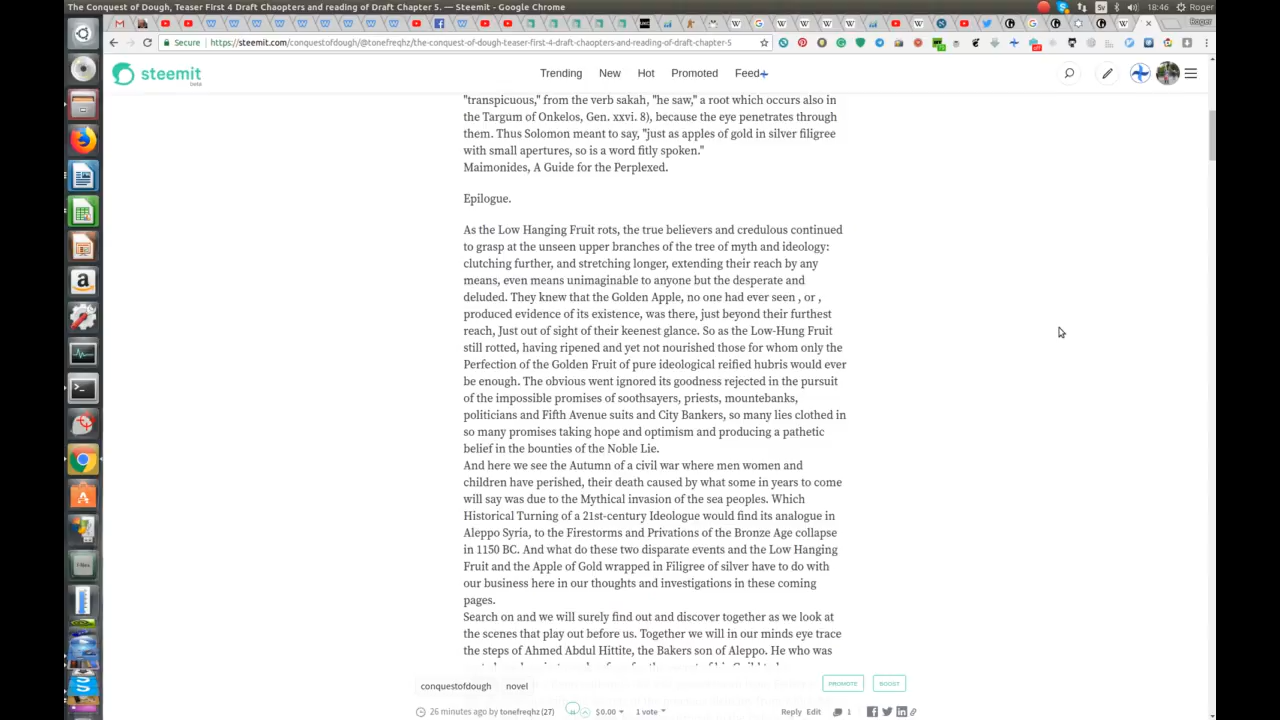 The Conquest of Dough, Teaser First 4 Draft Chaopters and reading of Draft Chapter 5. — Steemit - Google Chrome
Sv
18:46
Roger
Roger
Secure
https://steemit.com/conquestofdough/@tonefreqhz/the-conquest-of-dough-teaser-first-4-draft-chaopters-and-reading-of-draft-chapter-5
steemit
beta
Trending
New
Hot
Promoted
Feed
"transpicuous," from the verb sakah, "he saw," a root which occurs also in
the Targum of Onkelos, Gen. xxvi. 8), because the eye penetrates through
them. Thus Solomon meant to say, "just as apples of gold in silver filigree
with small apertures, so is a word fitly spoken."
Maimonides, A Guide for the Perplexed.
Epilogue.
As the Low Hanging Fruit rots, the true believers and credulous continued
to grasp at the unseen upper branches of the tree of myth and ideology:
clutching further, and stretching longer, extending their reach by any
means, even means unimaginable to anyone but the desperate and
deluded. They knew that the Golden Apple, no one had ever seen , or ,
produced evidence of its existence, was there, just beyond their furthest
reach, Just out of sight of their keenest glance. So as the Low-Hung Fruit
still rotted, having ripened and yet not nourished those for whom only the
Perfection of the Golden Fruit of pure ideological reified hubris would ever
be enough. The obvious went ignored its goodness rejected in the pursuit
of the impossible promises of soothsayers, priests, mountebanks,
politicians and Fifth Avenue suits and City Bankers, so many lies clothed in
so many promises taking hope and optimism and producing a pathetic
belief in the bounties of the Noble Lie.
And here we see the Autumn of a civil war where men women and
children have perished, their death caused by what some in years to come
will say was due to the Mythical invasion of the sea peoples. Which
Historical Turning of a 21st-century Ideologue would find its analogue in
Aleppo Syria, to the Firestorms and Privations of the Bronze Age collapse
in 1150 BC. And what do these two disparate events and the Low Hanging
Fruit and the Apple of Gold wrapped in Filigree of silver have to do with
our business here in our thoughts and investigations in these coming
pages.
Search on and we will surely find out and discover together as we look at
the scenes that play out before us. Together we will in our minds eye trace
the steps of Ahmed Abdul Hittite, the Bakers son of Aleppo. He who was
conquestofdough
novel
PROMOTE
BOOST
26 minutes ago by tonefreqhz (27)
$0.00
1 vote
Reply
Edit
1